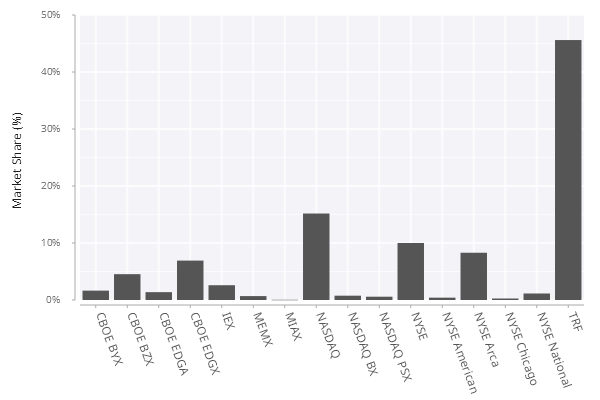 50%
40%
30%
20%
10%
0%
Market Share (%)
CBOE BYX
CBOE BZX
CBOE EDGA
CBOE EDGX
IEX
MEMX
MIAX
NASDAQ
NASDAQ BX
NASDAQ PSX
NYSE
NYSE American
NYSE Arca
NYSE Chicago
NYSE National
TRF